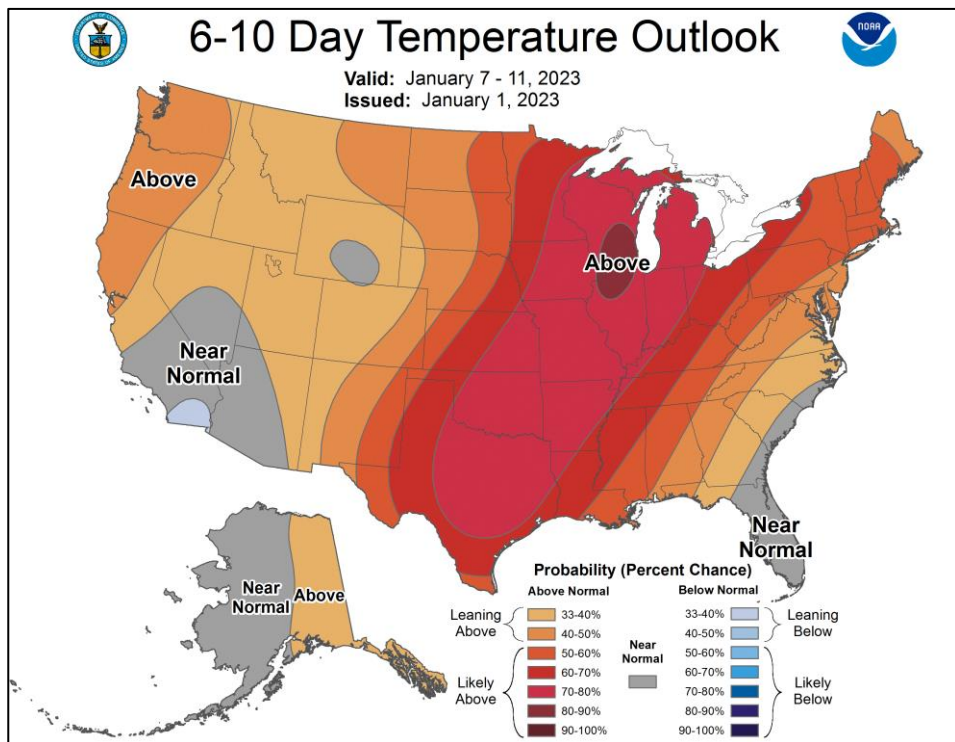 6-10 Day Temperature Outlook
NOAA
Valid: January 7 - 11, 2023
Issued: January 1, 2023
Above
Above
Near
Normal
Near
Normal
Near
Normal
Above
Probability (Percent Chance)
Above Normal
Below Normal
Leaning
Above
33-40%
40-50%
Likely
Above
50-60%
60-70%
70-80%
80-90%
90-100%
Near
Normal
33-40%
40-50%
Leaning
Below
50-60%
60-70%
70-80%
80-90%
90-100%
Likely
Below